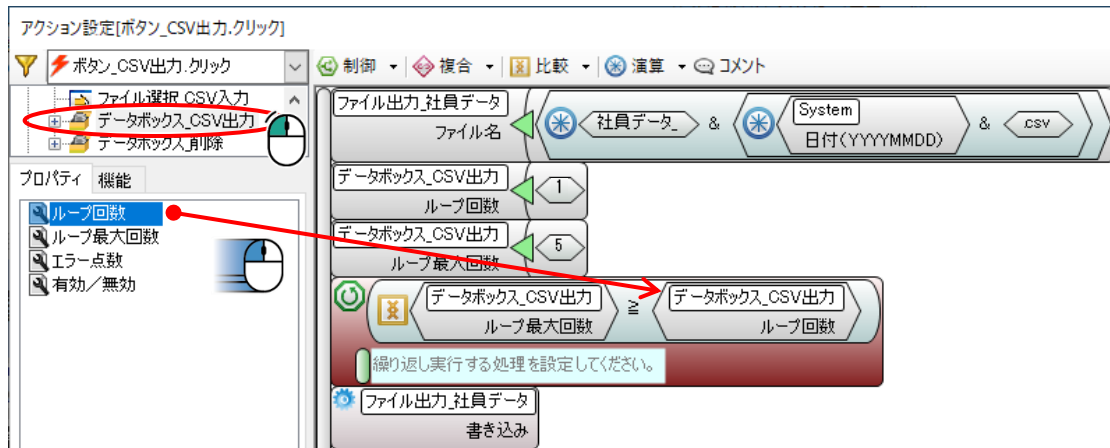 アクション設定[ボタン_CSV出力.クリック]
ボタン_CSV出力.クリック
制御 複合 比較 演算 コメント
ファイル選択_CSV入力
データボックス_CSV出力
データボックス_削除
プロパティ 機能
ループ回数
ループ最大回数
エラー点数
有効／無効
ファイル出力_社員データ
ファイル名
社員データ_ & System 日付(YYYYMMDD) & .csv
データボックス_CSV出力
ループ回数
1
データボックス_CSV出力
ループ最大回数
5
データボックス_CSV出力
ループ最大回数
≧
データボックス_CSV出力
ループ回数
繰り返し実行する処理を設定してください。
ファイル出力_社員データ
書き込み